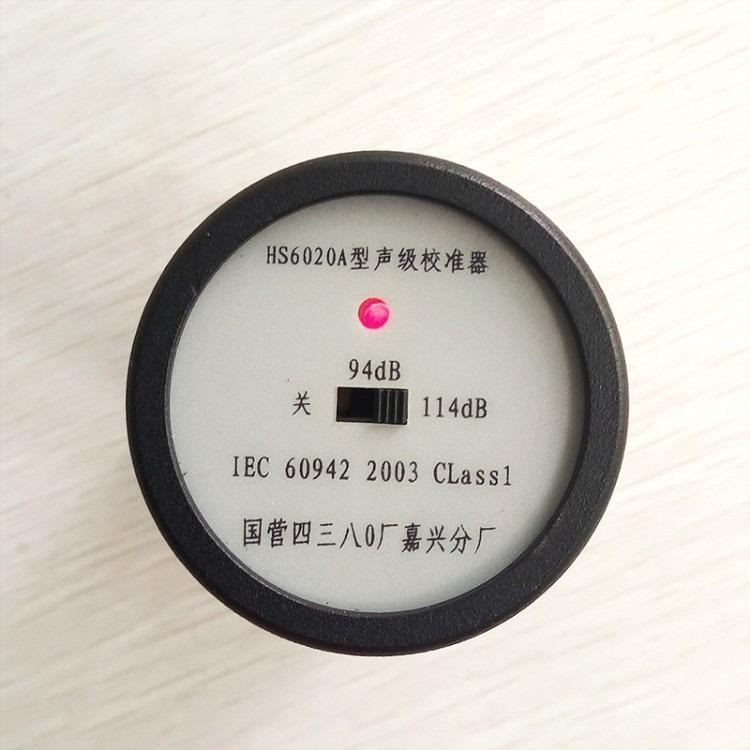 HS6020A型声级校准器
94dB
关 114dB
IEC 60942 2003 CLass1
国营四三八0厂嘉兴分厂